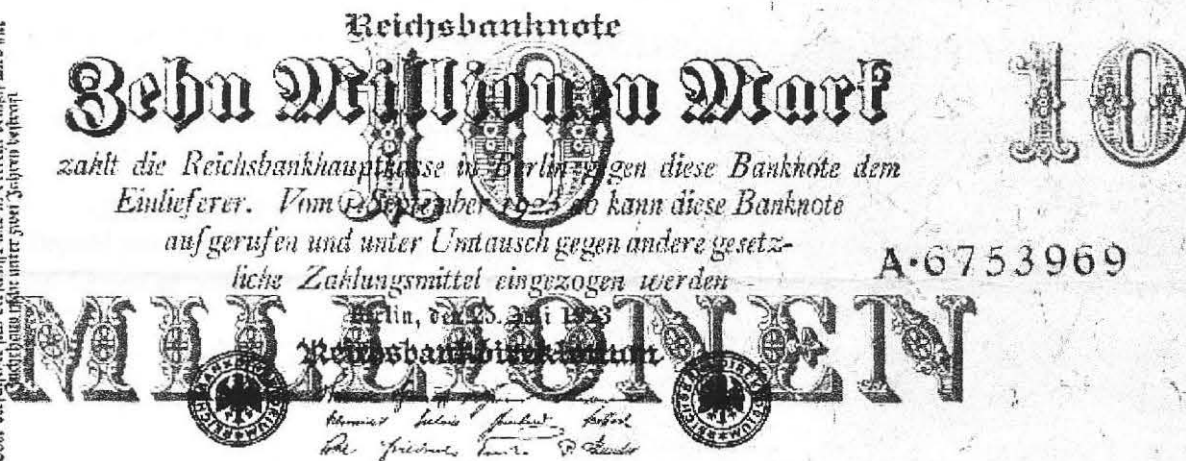 Reichsbanknote
Zehn Millionen Mark
10
10
zahlt die Reichsbankhauptkasse in Berlin gegen diese Banknote dem
Einlieferer. Vom 1. September 1923 ab kann diese Banknote
aufgerufen und unter Umtausch gegen andere gesetz-
liche Zahlungsmittel eingezogen werden
A·6753969
Berlin, den 25. Juli 1923
Reichsbankdirektorium
MILLIONEN